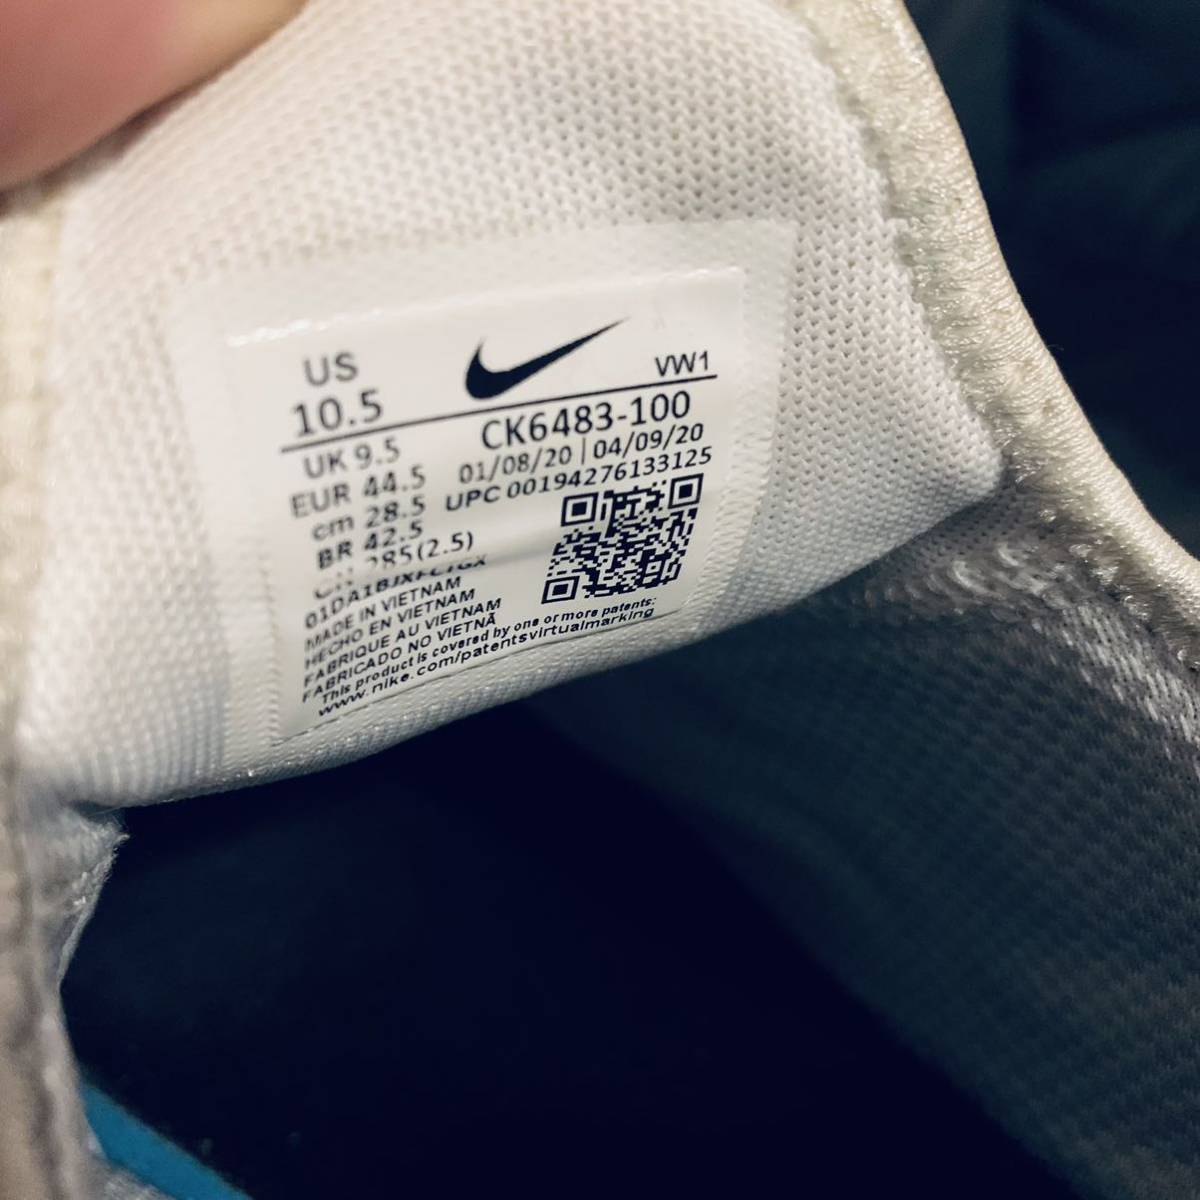 US
10.5
VW1
UK 9.5
CK6483-100
EUR 44.5
01/08/20 | 04/09/20
cm 28.5
UPC 00194276133125
BR 42.5
285(2.5)
MADE IN VIETNAM
HECHO EN VIETNAM
FABRIQUE AU VIETNAM
FABRICADO NO VIETNÃ
This product is covered by one or more patents:
www.nike.com/patentsvirtualmarking